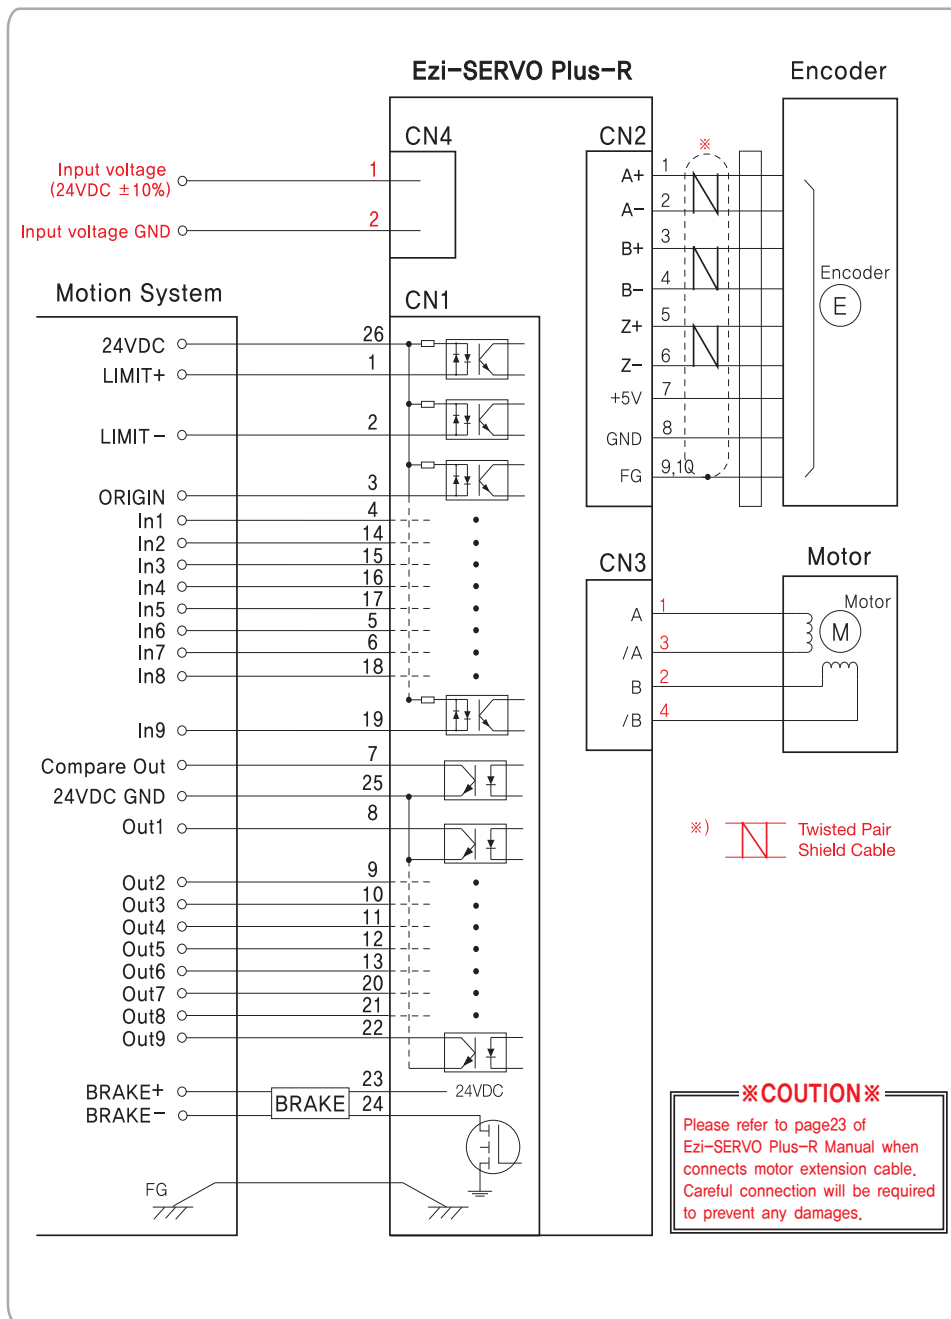 Ezi-SERVO Plus-R
Encoder
CN4
CN2
※
Input voltage
(24VDC ±10%)
1
Input voltage GND
2
A+
1
A-
2
B+
3
B-
4
Z+
5
Z-
6
+5V
7
GND
8
FG
9,10
Encoder
E
Motion System
CN1
24VDC
26
LIMIT+
1
LIMIT-
2
ORIGIN
3
In1
4
In2
14
In3
15
In4
16
In5
17
In6
5
In7
6
In8
18
In9
19
Compare Out
7
24VDC GND
25
Out1
8
Out2
9
Out3
10
Out4
11
Out5
12
Out6
13
Out7
20
Out8
21
Out9
22
BRAKE+
23
24VDC
BRAKE-
BRAKE
24
FG
CN3
Motor
A
1
/A
3
B
2
/B
4
Motor
M
※)
Twisted Pair
Shield Cable
※COUTION※
Please refer to page23 of
Ezi-SERVO Plus-R Manual when
connects motor extension cable.
Careful connection will be required
to prevent any damages.